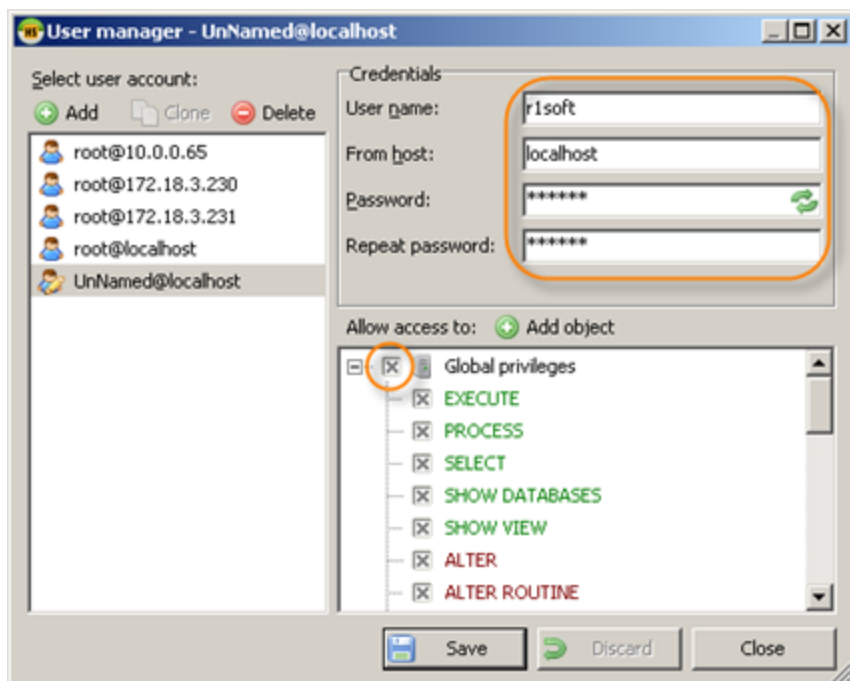 HS User manager - UnNamed@localhost
Select user account:
Add Clone Delete
root@10.0.0.65
root@172.18.3.230
root@172.18.3.231
root@localhost
UnNamed@localhost
Credentials
User name: r1soft
From host: localhost
Password: ******
Repeat password: ******
Allow access to: Add object
Global privileges
EXECUTE
PROCESS
SELECT
SHOW DATABASES
SHOW VIEW
ALTER
ALTER ROUTINE
Save Discard Close